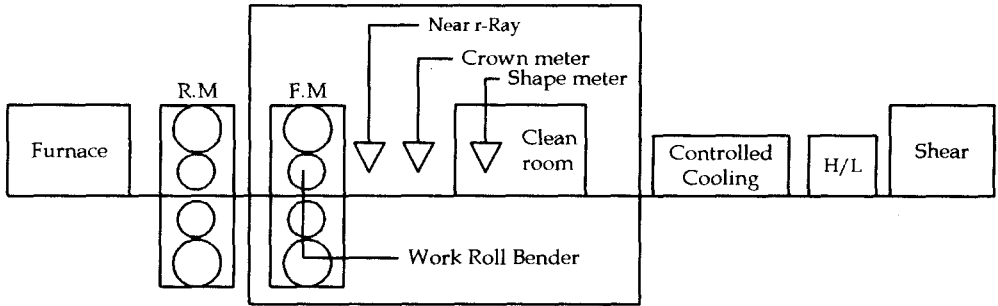 Near r-Ray
Crown meter
Shape meter
R.M
F.M
Furnace
Clean
room
Controlled
Cooling
H/L
Shear
Work Roll Bender